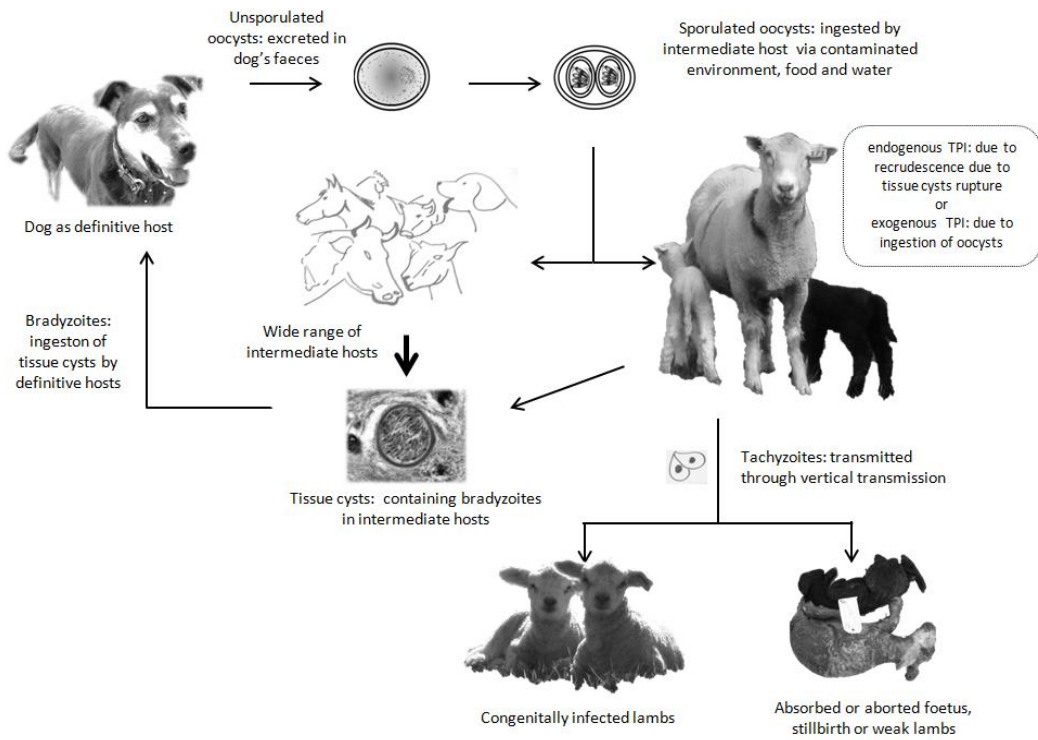 Unsporulated
oocysts: excreted in
dog's faeces
Sporulated oocysts: ingested by
intermediate host via contaminated
environment, food and water
endogenous TPI: due to
recrudescence due to
tissue cysts rupture
or
exogenous TPI: due to
ingestion of oocysts
Dog as definitive host
Bradyzoites:
ingeston of
tissue cysts by
definitive hosts
Wide range of
intermediate hosts
Tissue cysts: containing bradyzoites
in intermediate hosts
Tachyzoites: transmitted
through vertical transmission
Congenitally infected lambs
Absorbed or aborted foetus,
stillbirth or weak lambs